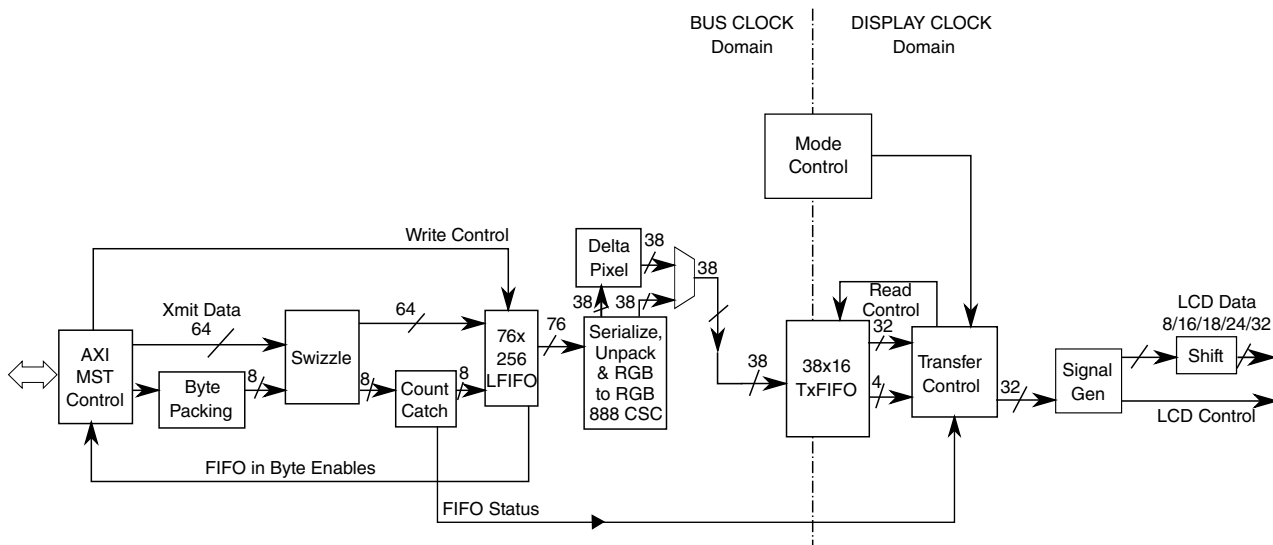 BUS CLOCK
Domain
DISPLAY CLOCK
Domain
Mode
Control
Write Control
Delta
Pixel
38
38
38
38
Xmit Data
64
64
76x
256
LFIFO
76
Serialize,
Unpack
& RGB
to RGB
888 CSC
Read
Control
32
LCD Data
8/16/18/24/32
AXI
MST
Control
Swizzle
Byte
Packing
8
8
Count
Catch
8
38
38x16
TxFIFO
4
Transfer
Control
32
Signal
Gen
Shift
LCD Control
FIFO in Byte Enables
FIFO Status